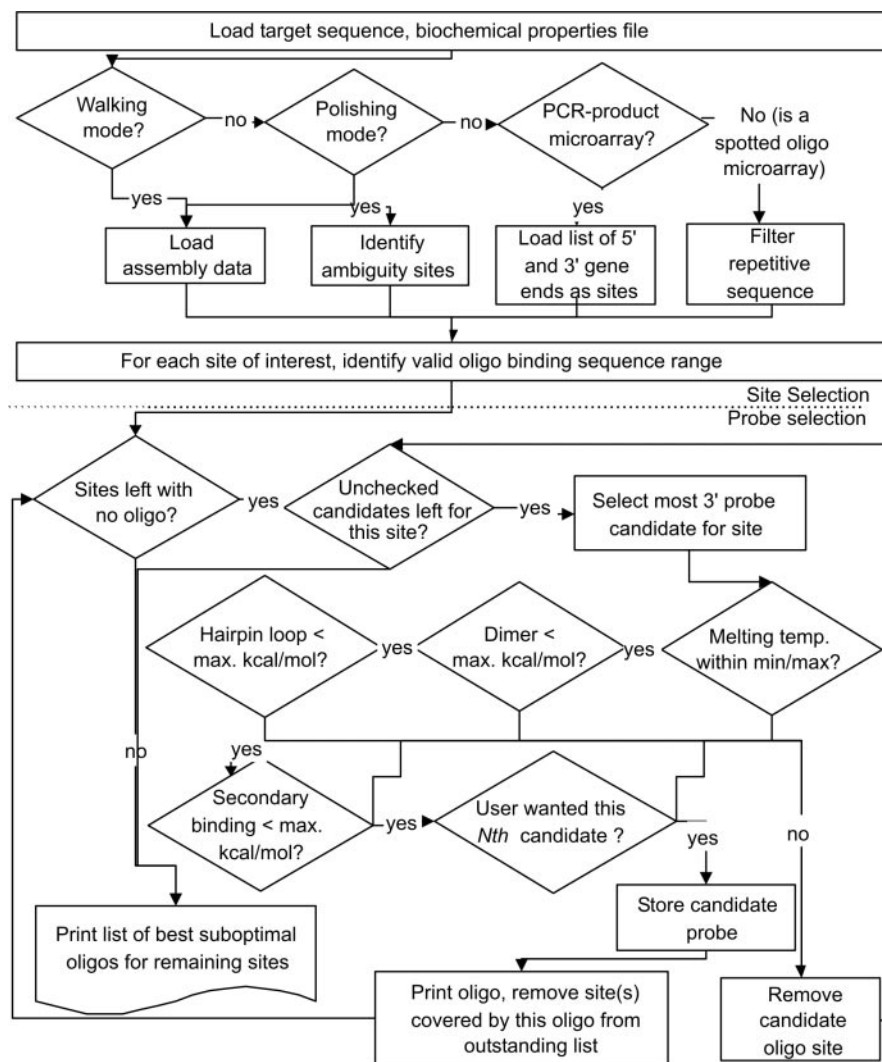 Load target sequence, biochemical properties file
Walking
mode?
no
Polishing
mode?
no
PCR-product
microarray?
No (is a
spotted oligo
microarray)
yes
yes
yes
Load
assembly data
Identify
ambiguity sites
Load list of 5'
and 3' gene
ends as sites
Filter
repetitive
sequence
For each site of interest, identify valid oligo binding sequence range
Site Selection
Probe selection
Sites left with
no oligo?
yes
Unchecked
candidates left for
this site?
yes
Select most 3' probe
candidate for site
Hairpin loop <
max. kcal/mol?
yes
Dimer <
max. kcal/mol?
yes
Melting temp.
within min/max?
no
yes
Secondary
binding < max.
kcal/mol?
yes
User wanted this
Nth candidate ?
yes
no
Store candidate
probe
Print list of best suboptimal
oligos for remaining sites
Print oligo, remove site(s)
covered by this oligo from
outstanding list
Remove
candidate
oligo site